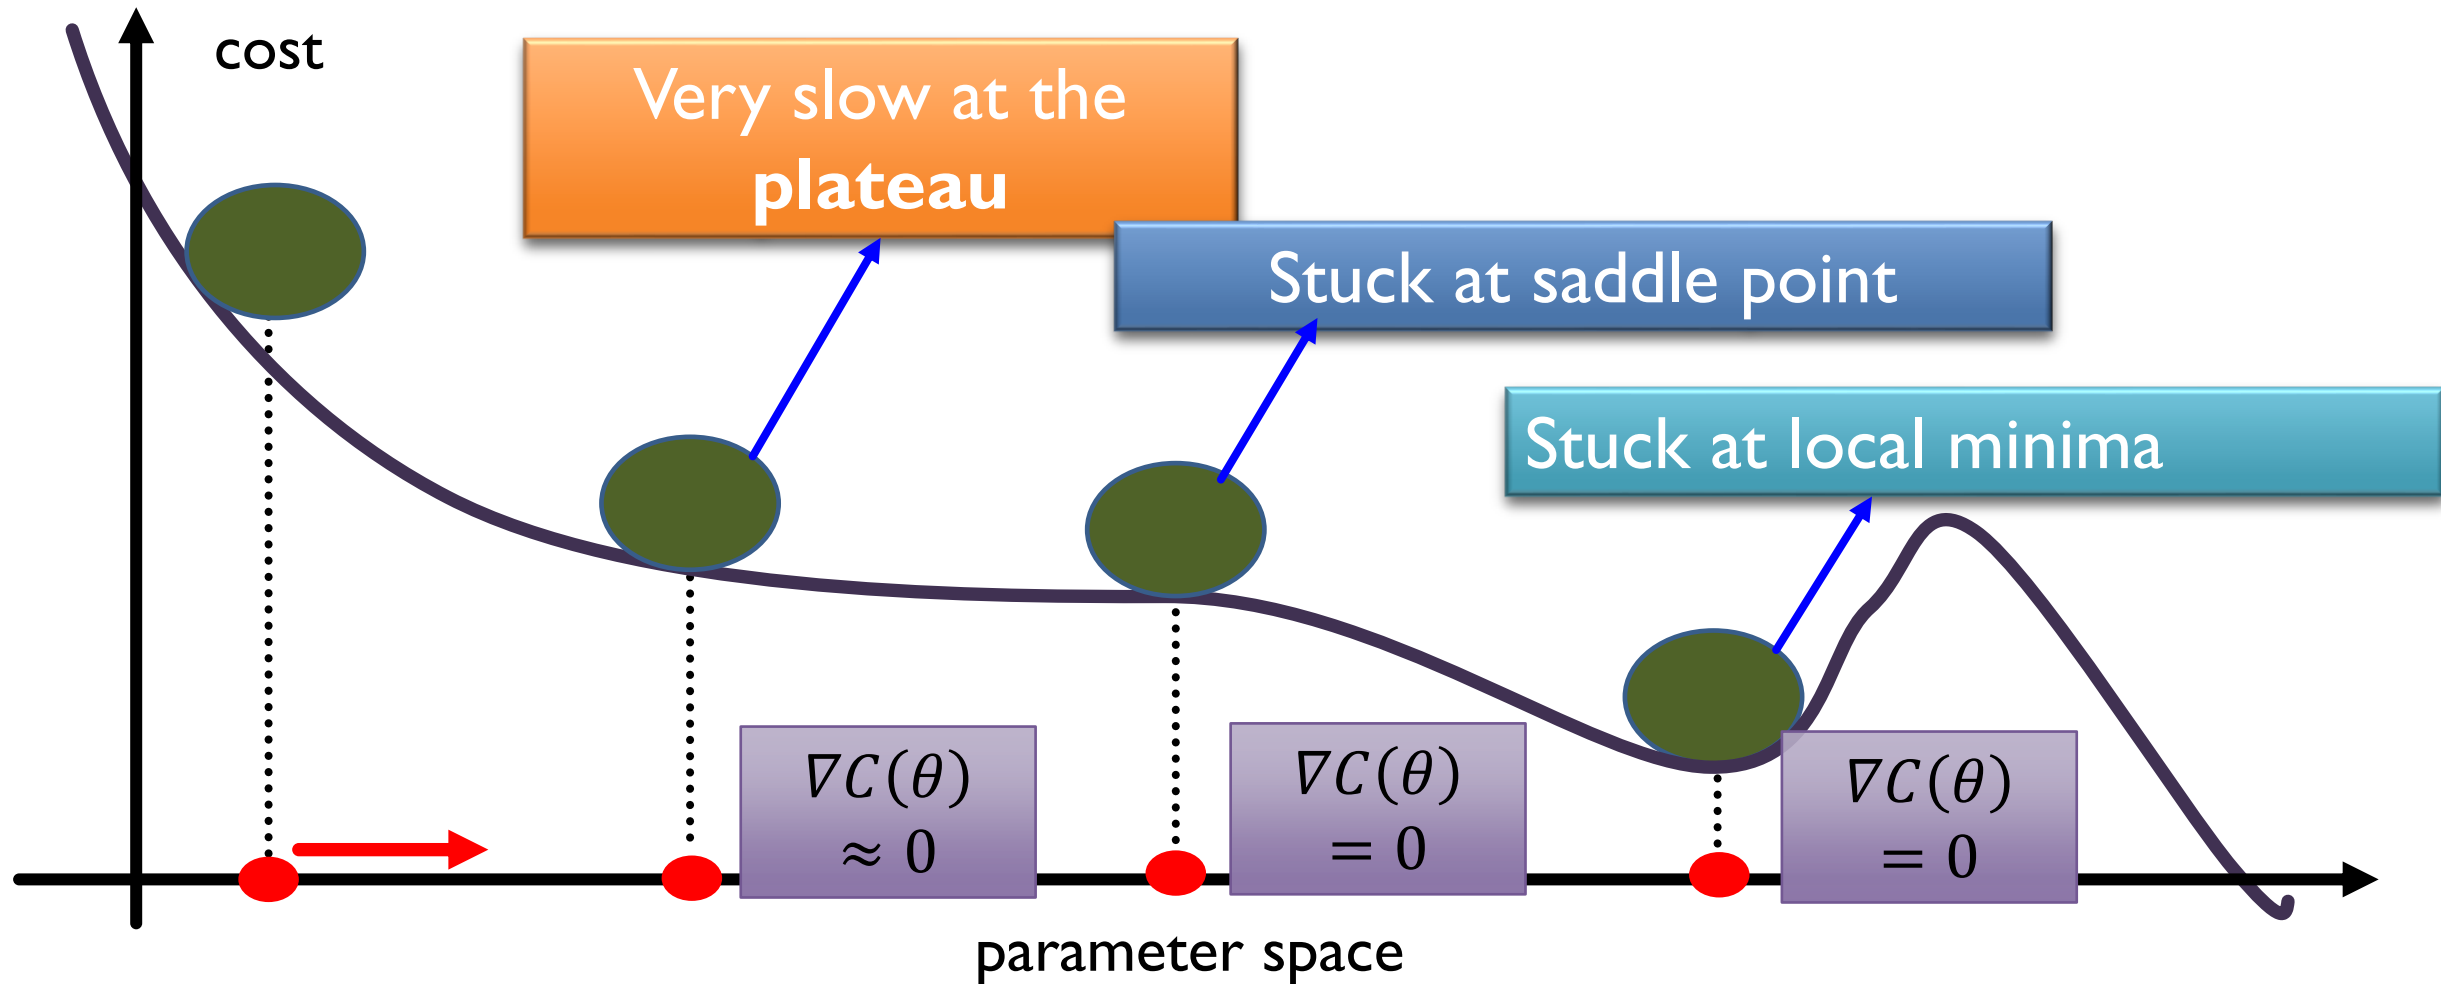 cost
Very slow at the
plateau
Stuck at saddle point
Stuck at local minima
∇C(θ)
≈ 0
∇C(θ)
= 0
∇C(θ)
= 0
parameter space